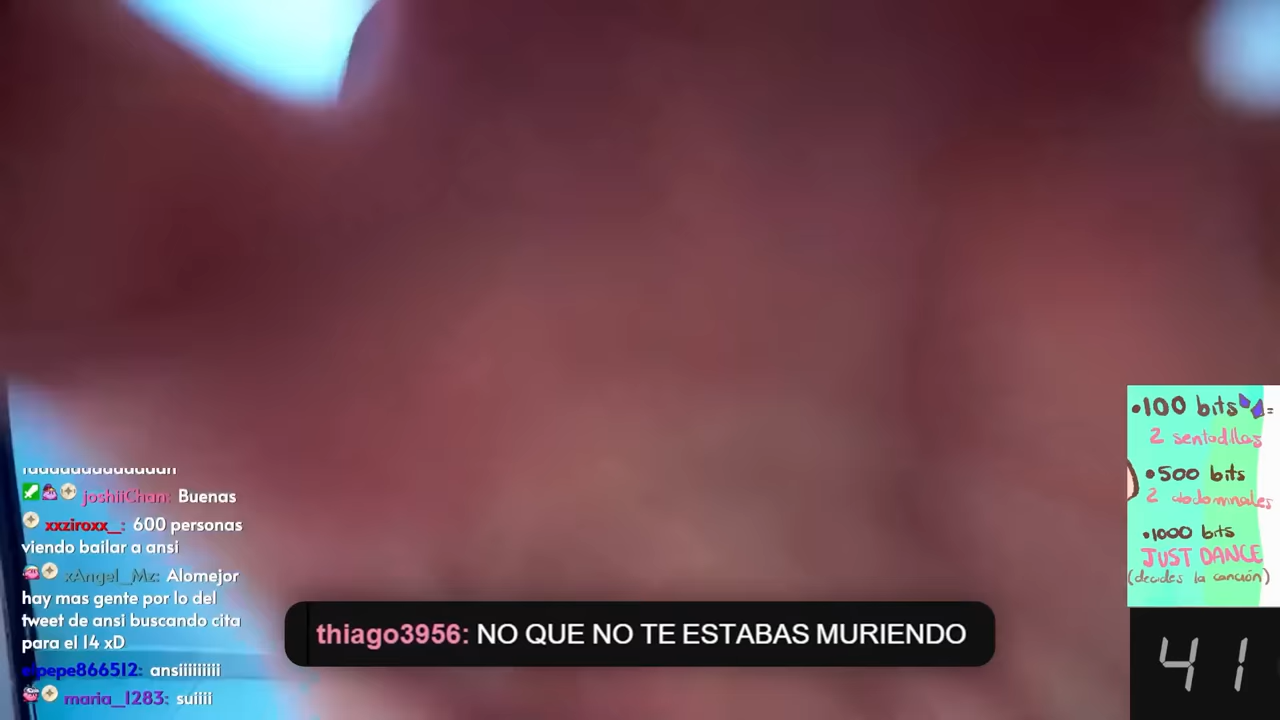 joshiiChan: Buenas
xxziroxx_: 600 personas
viendo bailar a ansi
xAngel_Mz: Alomejor
hay mas gente por lo del
tweet de ansi buscando cita
para el 14 xD
elpepe866512: ansiiiiiiiii
maria_1283: suiiii
thiago3956: NO QUE NO TE ESTABAS MURIENDO
•100 bits =
2 sentadillas
•500 bits
2 abdominales
•1000 bits
JUST DANCE
(decides la canción)
41